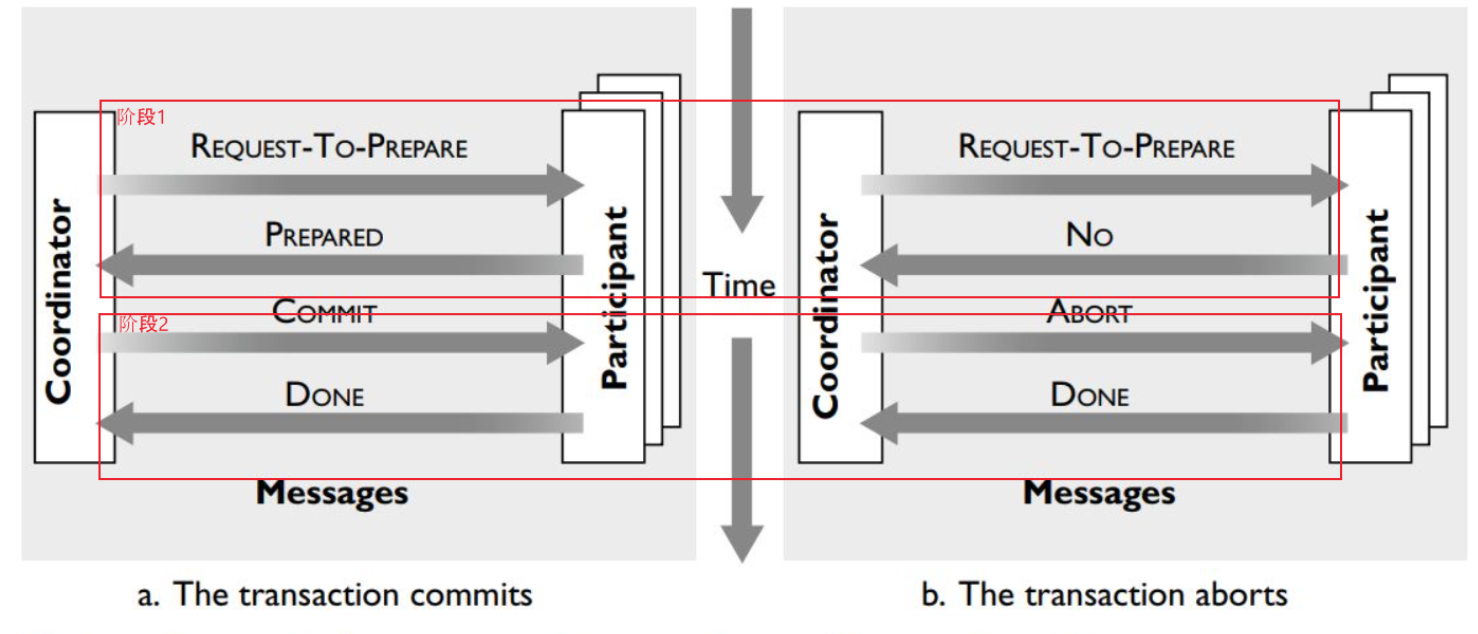 阶段1
REQUEST-TO-PREPARE
PREPARED
阶段2
COMMIT
DONE
Coordinator
Participant
Messages
a. The transaction commits
Time
REQUEST-TO-PREPARE
NO
ABORT
DONE
Coordinator
Participant
Messages
b. The transaction aborts